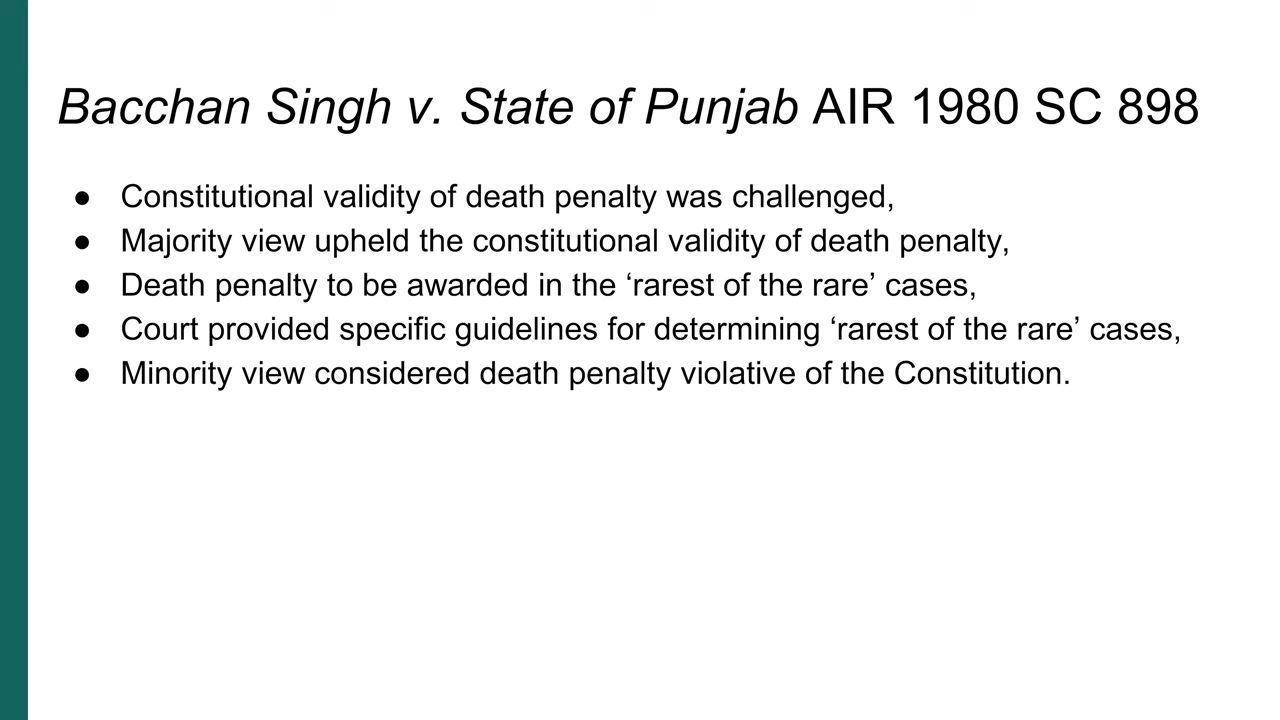 Bacchan Singh v. State of Punjab AIR 1980 SC 898
● Constitutional validity of death penalty was challenged,
● Majority view upheld the constitutional validity of death penalty,
● Death penalty to be awarded in the ‘rarest of the rare’ cases,
● Court provided specific guidelines for determining ‘rarest of the rare’ cases,
● Minority view considered death penalty violative of the Constitution.